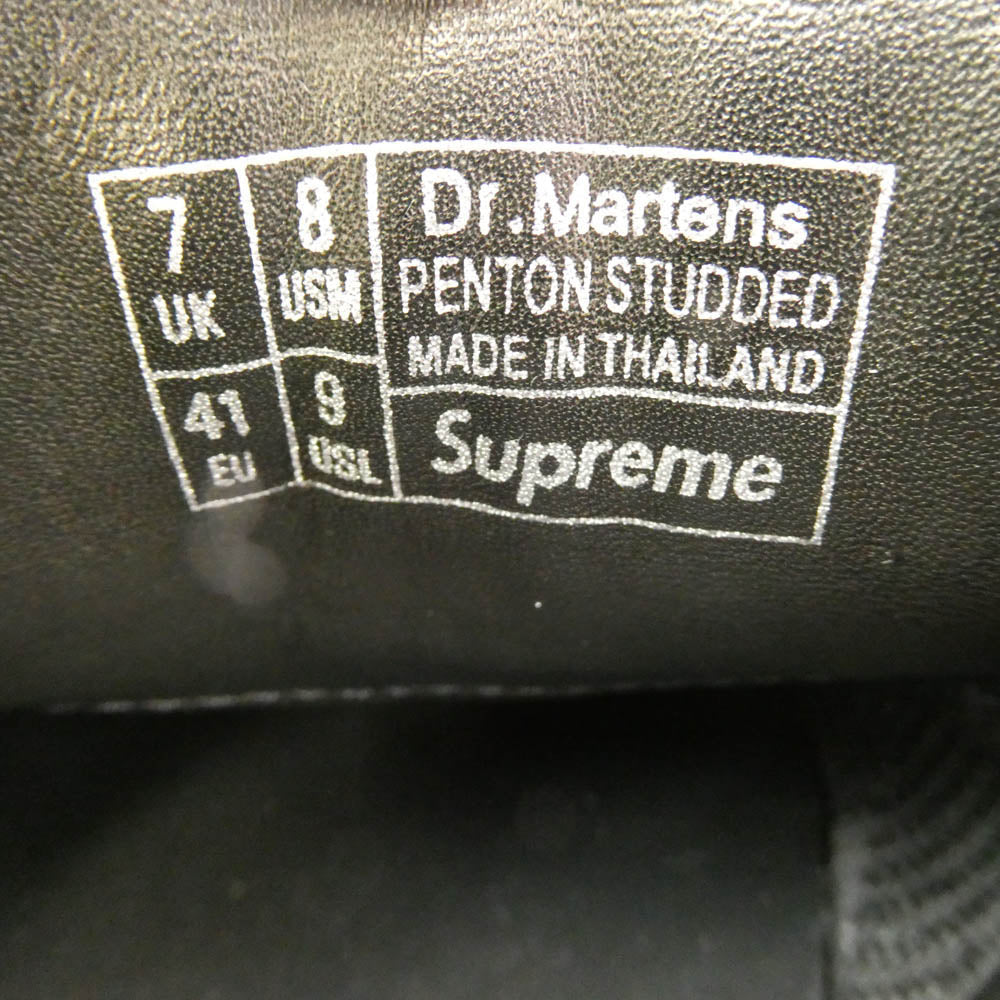 7
UK
8
USM
41
EU
9
USL
Dr.Martens
PENTON STUDDED
MADE IN THAILAND
Supreme